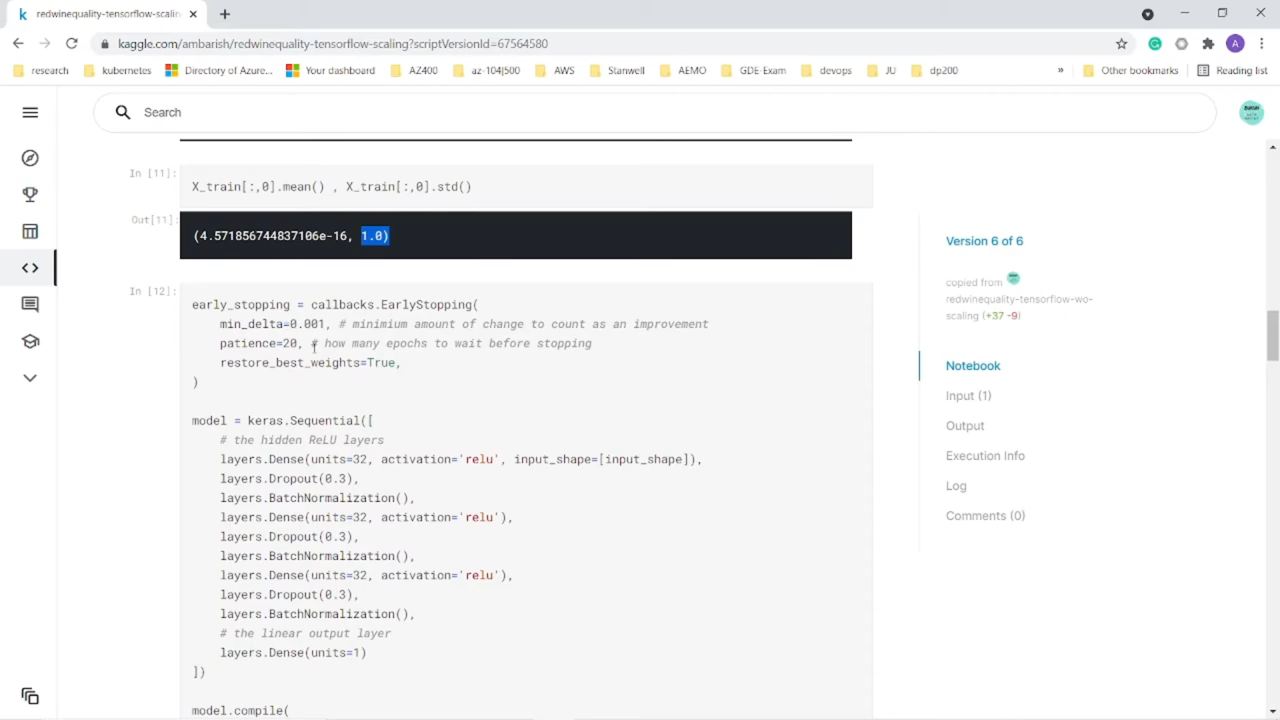 redwinequality-tensorflow-scalin
kaggle.com/ambarish/redwinequality-tensorflow-scaling?scriptVersionId=67564580
A
research
kubernetes
Directory of Azure...
Your dashboard
AZ400
az-104|500
AWS
Stanwell
AEMO
GDE-Exam
devops
JU
dp200
»
Other bookmarks
Reading list
Search
In [11]:
X_train[:,0].mean() , X_train[:,0].std()
Out[11]:
(4.571856744837106e-16, 1.0)
In [12]:
early_stopping = callbacks.EarlyStopping(
min_delta=0.001, # minimium amount of change to count as an improvement
patience=20, # how many epochs to wait before stopping
restore_best_weights=True,
)
model = keras.Sequential([
# the hidden ReLU layers
layers.Dense(units=32, activation='relu', input_shape=[input_shape]),
layers.Dropout(0.3),
layers.BatchNormalization(),
layers.Dense(units=32, activation='relu'),
layers.Dropout(0.3),
layers.BatchNormalization(),
layers.Dense(units=32, activation='relu'),
layers.Dropout(0.3),
layers.BatchNormalization(),
# the linear output layer
layers.Dense(units=1)
])
model.compile(
Version 6 of 6
copied from
redwinequality-tensorflow-wo-
scaling (+37 -9)
Notebook
Input (1)
Output
Execution Info
Log
Comments (0)